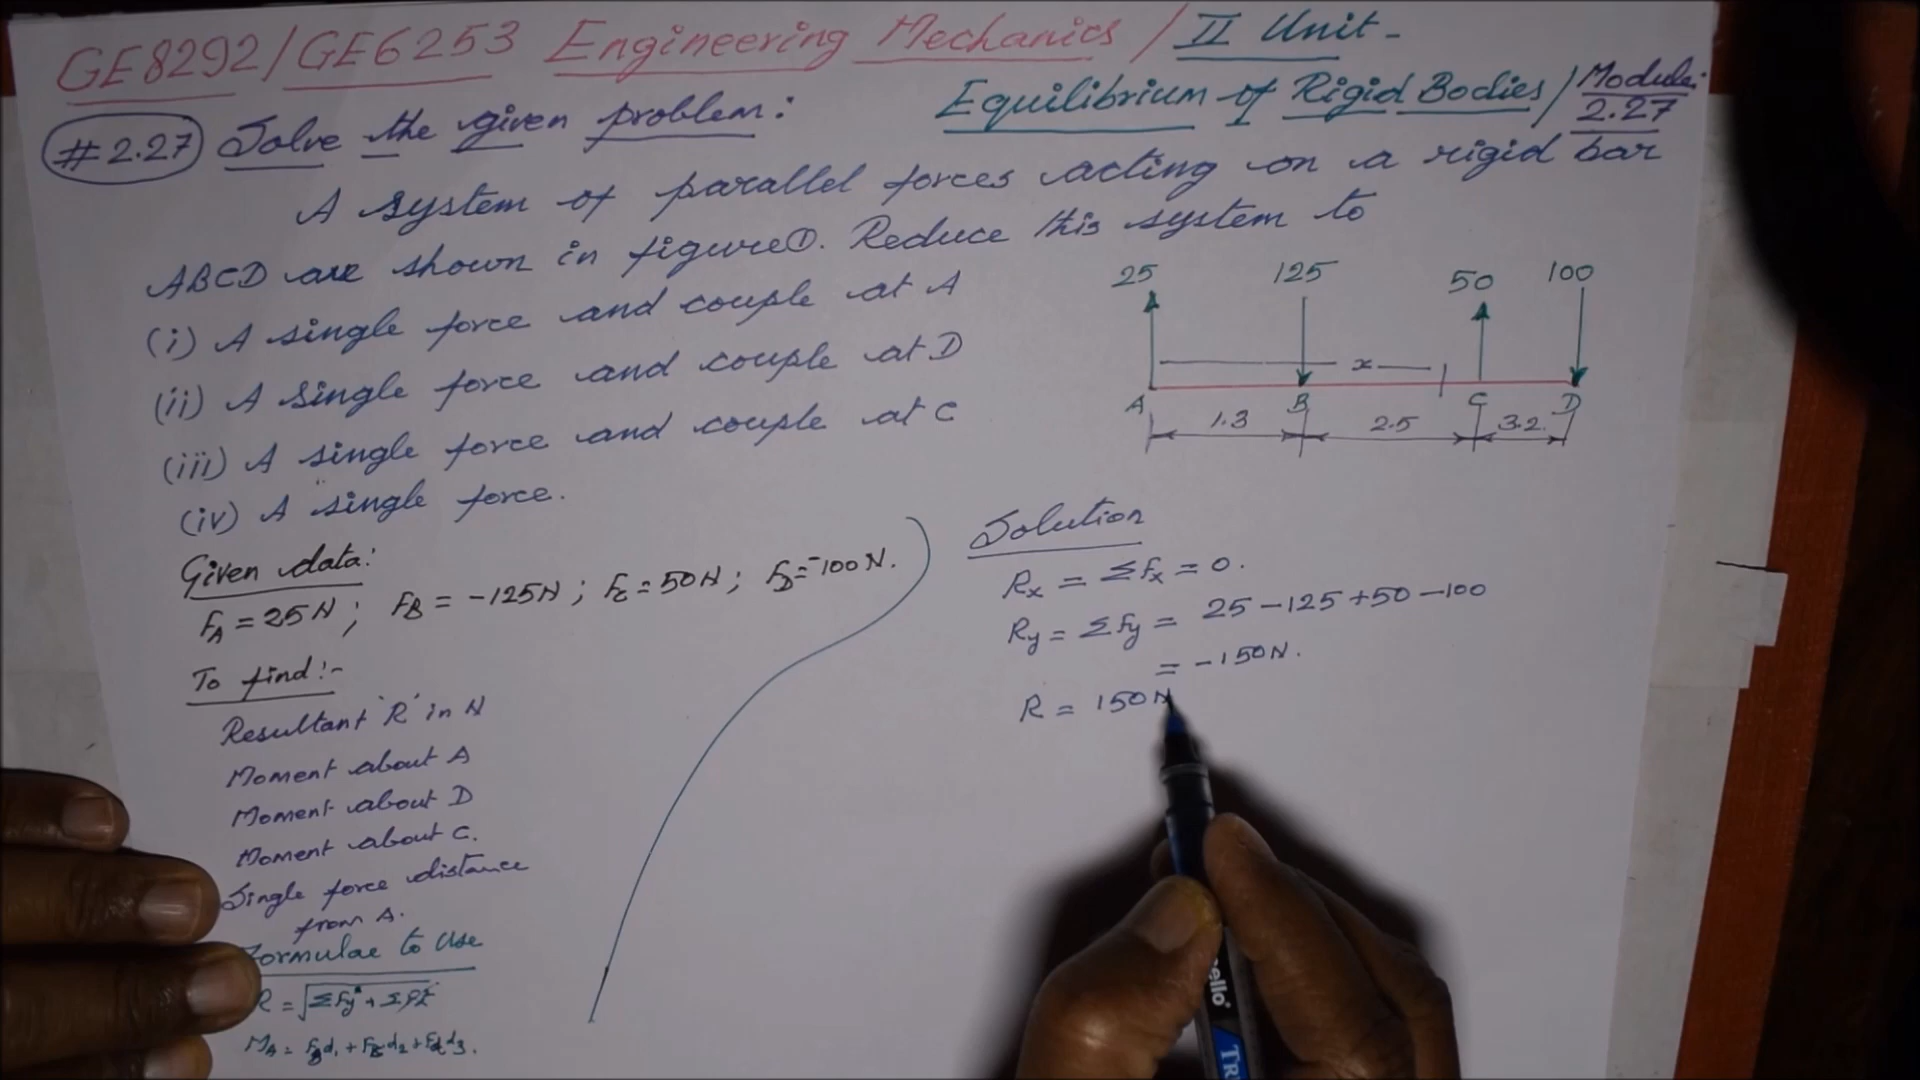 GE8292/GE6253 Engineering Mechanics / II Unit-
Equilibrium of Rigid Bodies / Module: 2.27
#2.27 Solve the given problem:
A system of parallel forces acting on a rigid bar
ABCD are shown in figure①. Reduce this system to
(i) A single force and couple at A
(ii) A single force and couple at D
(iii) A single force and couple at C
(iv) A single force.
25 125 50 100
x
A B C D
1.3 2.5 3.2
Given data:
FA = 25N; FB = -125N; FC = 50N; FD = -100N.
To find:-
Resultant 'R' in N
Moment about A
Moment about D
Moment about C.
Single force distance
from A.
Formulae to Use
R = √
MA =
Solution
Rx = ΣFx = 0.
Ry = ΣFy = 25 - 125 + 50 - 100
= -150N.
R = 150N
cello
TR